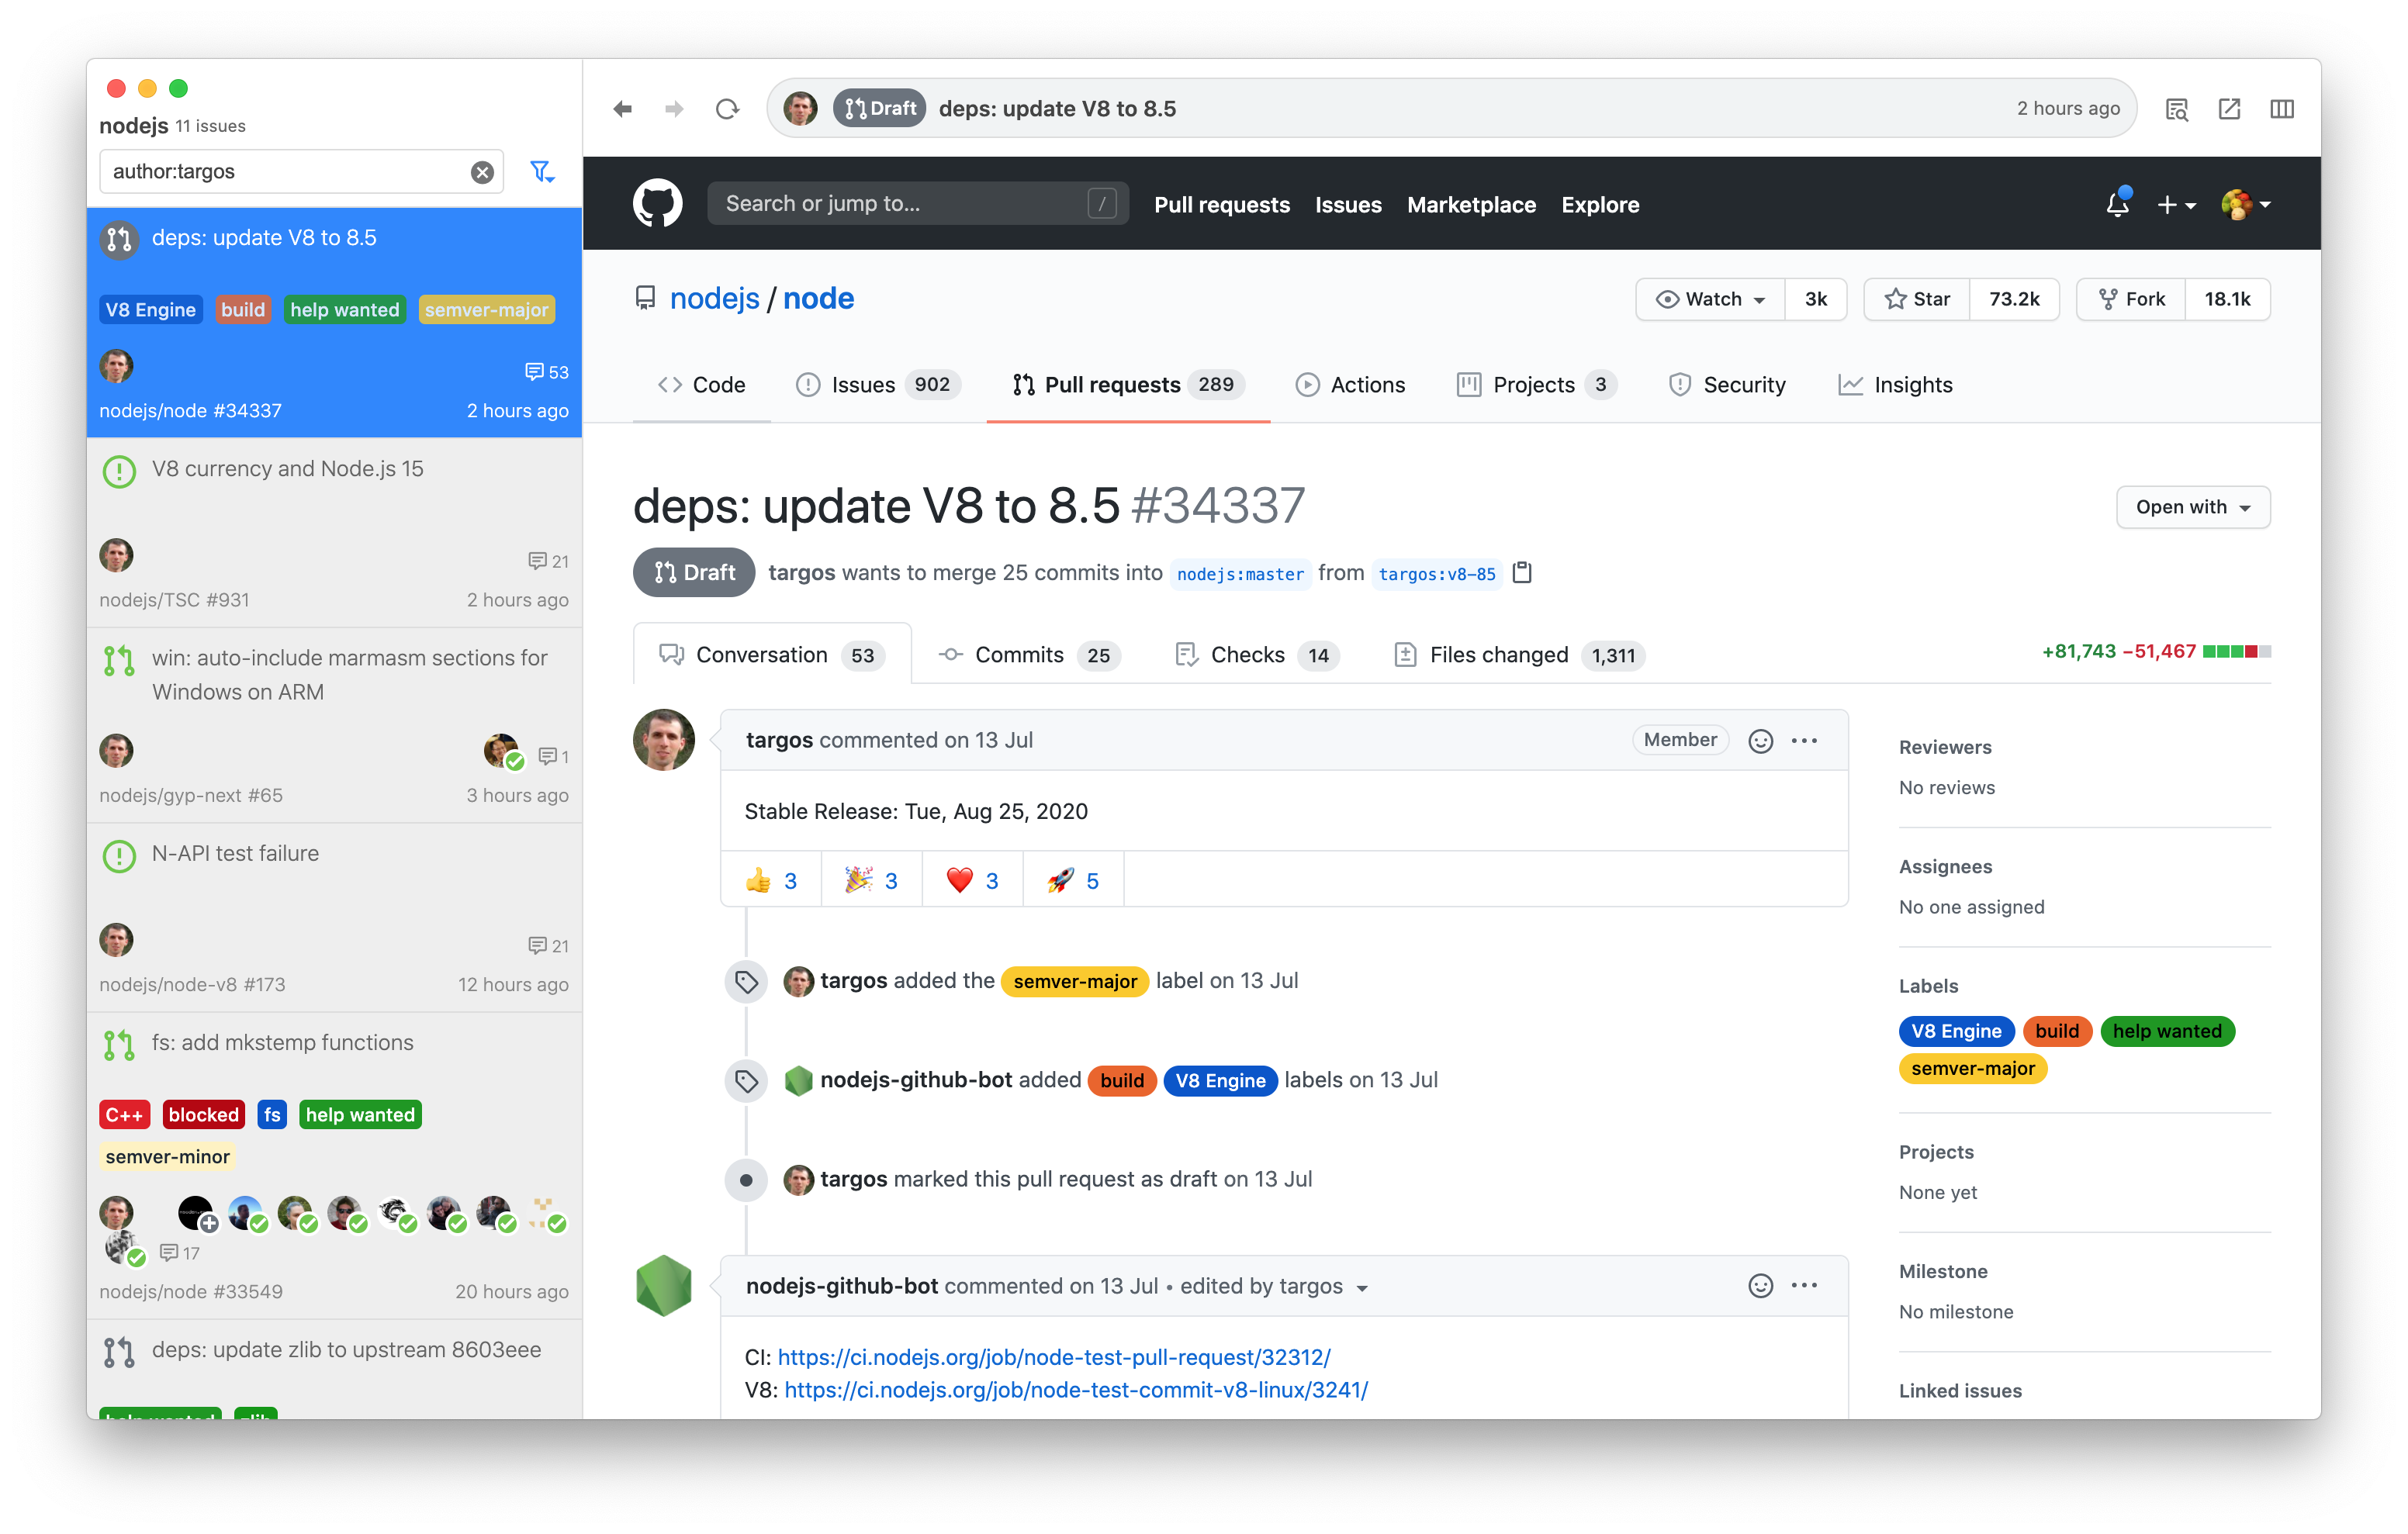 nodejs 11 issues
author:targos
deps: update V8 to 8.5
V8 Engine build help wanted semver-major
53
nodejs/node #34337 2 hours ago
V8 currency and Node.js 15
21
nodejs/TSC #931 2 hours ago
win: auto-include marmasm sections for
Windows on ARM
1
nodejs/gyp-next #65 3 hours ago
N-API test failure
21
nodejs/node-v8 #173 12 hours ago
fs: add mkstemp functions
C++ blocked fs help wanted
semver-minor
17
nodejs/node #33549 20 hours ago
deps: update zlib to upstream 8603eee
help wanted zlib
Draft deps: update V8 to 8.5 2 hours ago
Search or jump to... / Pull requests Issues Marketplace Explore
nodejs / node Watch 3k Star 73.2k Fork 18.1k
Code Issues 902 Pull requests 289 Actions Projects 3 Security Insights
deps: update V8 to 8.5 #34337 Open with
Draft targos wants to merge 25 commits into nodejs:master from targos:v8-85
Conversation 53 Commits 25 Checks 14 Files changed 1,311 +81,743 −51,467
targos commented on 13 Jul Member
Stable Release: Tue, Aug 25, 2020
👍 3 🎉 3 ❤️ 3 🚀 5
targos added the semver-major label on 13 Jul
nodejs-github-bot added build V8 Engine labels on 13 Jul
targos marked this pull request as draft on 13 Jul
nodejs-github-bot commented on 13 Jul • edited by targos
CI: https://ci.nodejs.org/job/node-test-pull-request/32312/
V8: https://ci.nodejs.org/job/node-test-commit-v8-linux/3241/
Reviewers
No reviews
Assignees
No one assigned
Labels
V8 Engine build help wanted
semver-major
Projects
None yet
Milestone
No milestone
Linked issues